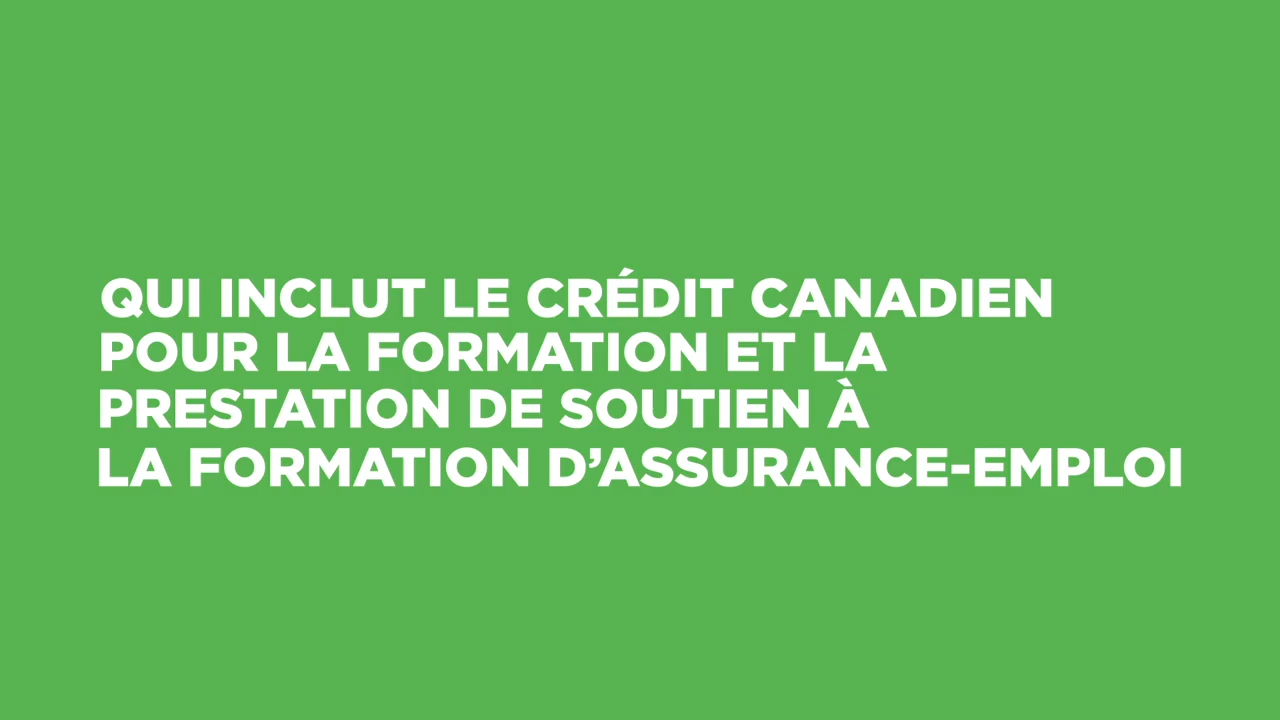 QUI INCLUT LE CRÉDIT CANADIEN
POUR LA FORMATION ET LA
PRESTATION DE SOUTIEN À
LA FORMATION D’ASSURANCE-EMPLOI